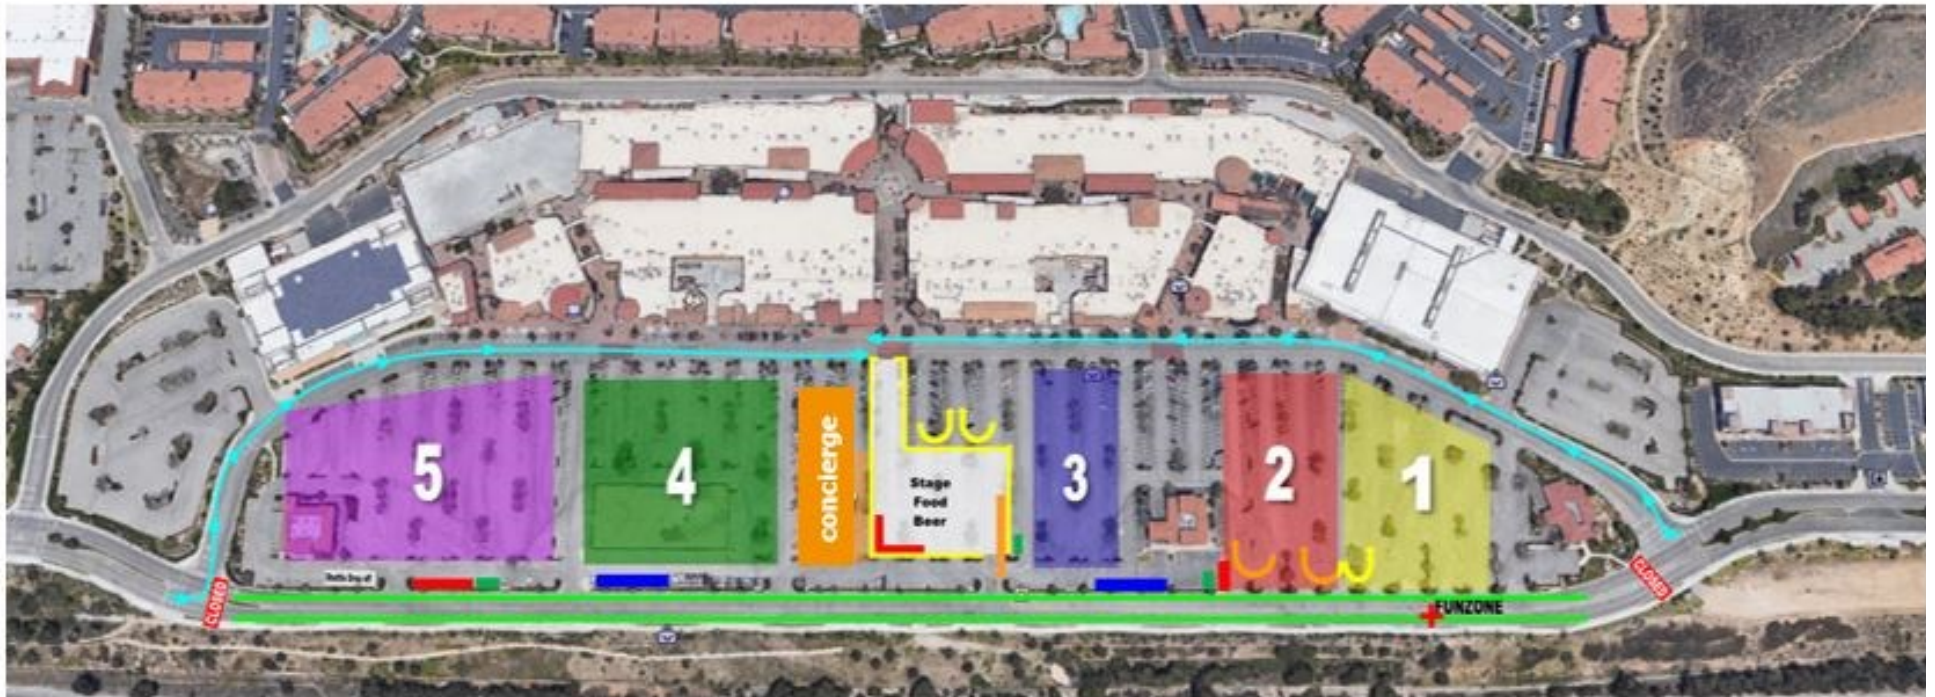 5
4
concierge
Stage
Food
Beer
3
2
1
CLOSED
CLOSED
FUNZONE